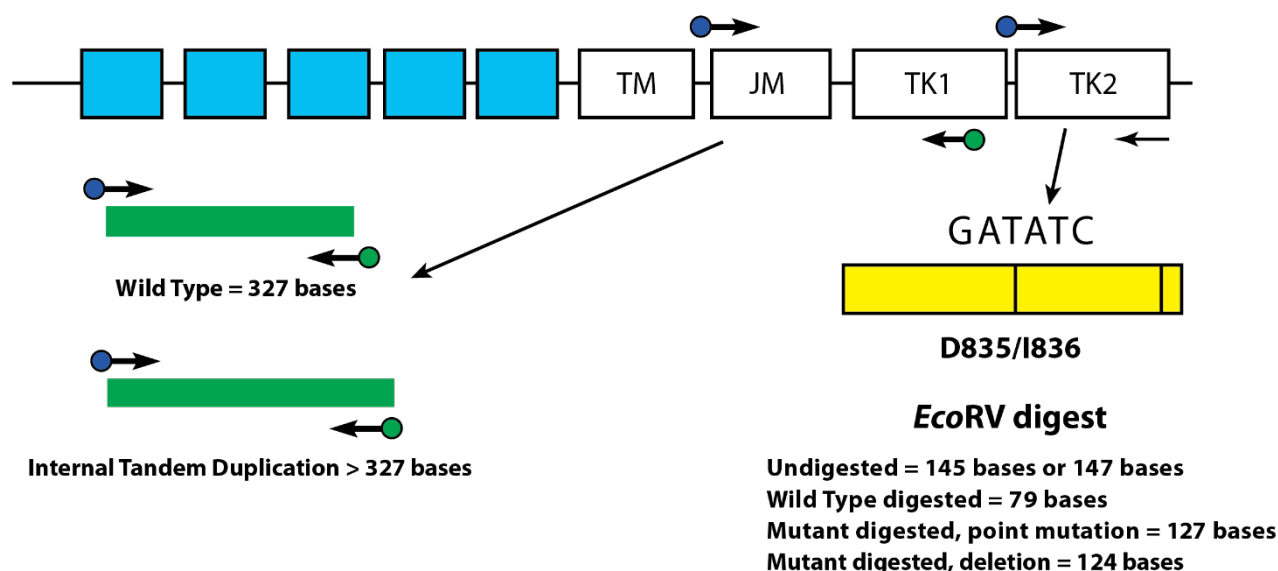 TM
JM
TK1
TK2
GATATC
Wild Type = 327 bases
D835/I836
EcoRV digest
Internal Tandem Duplication > 327 bases
Undigested = 145 bases or 147 bases
Wild Type digested = 79 bases
Mutant digested, point mutation = 127 bases
Mutant digested, deletion = 124 bases